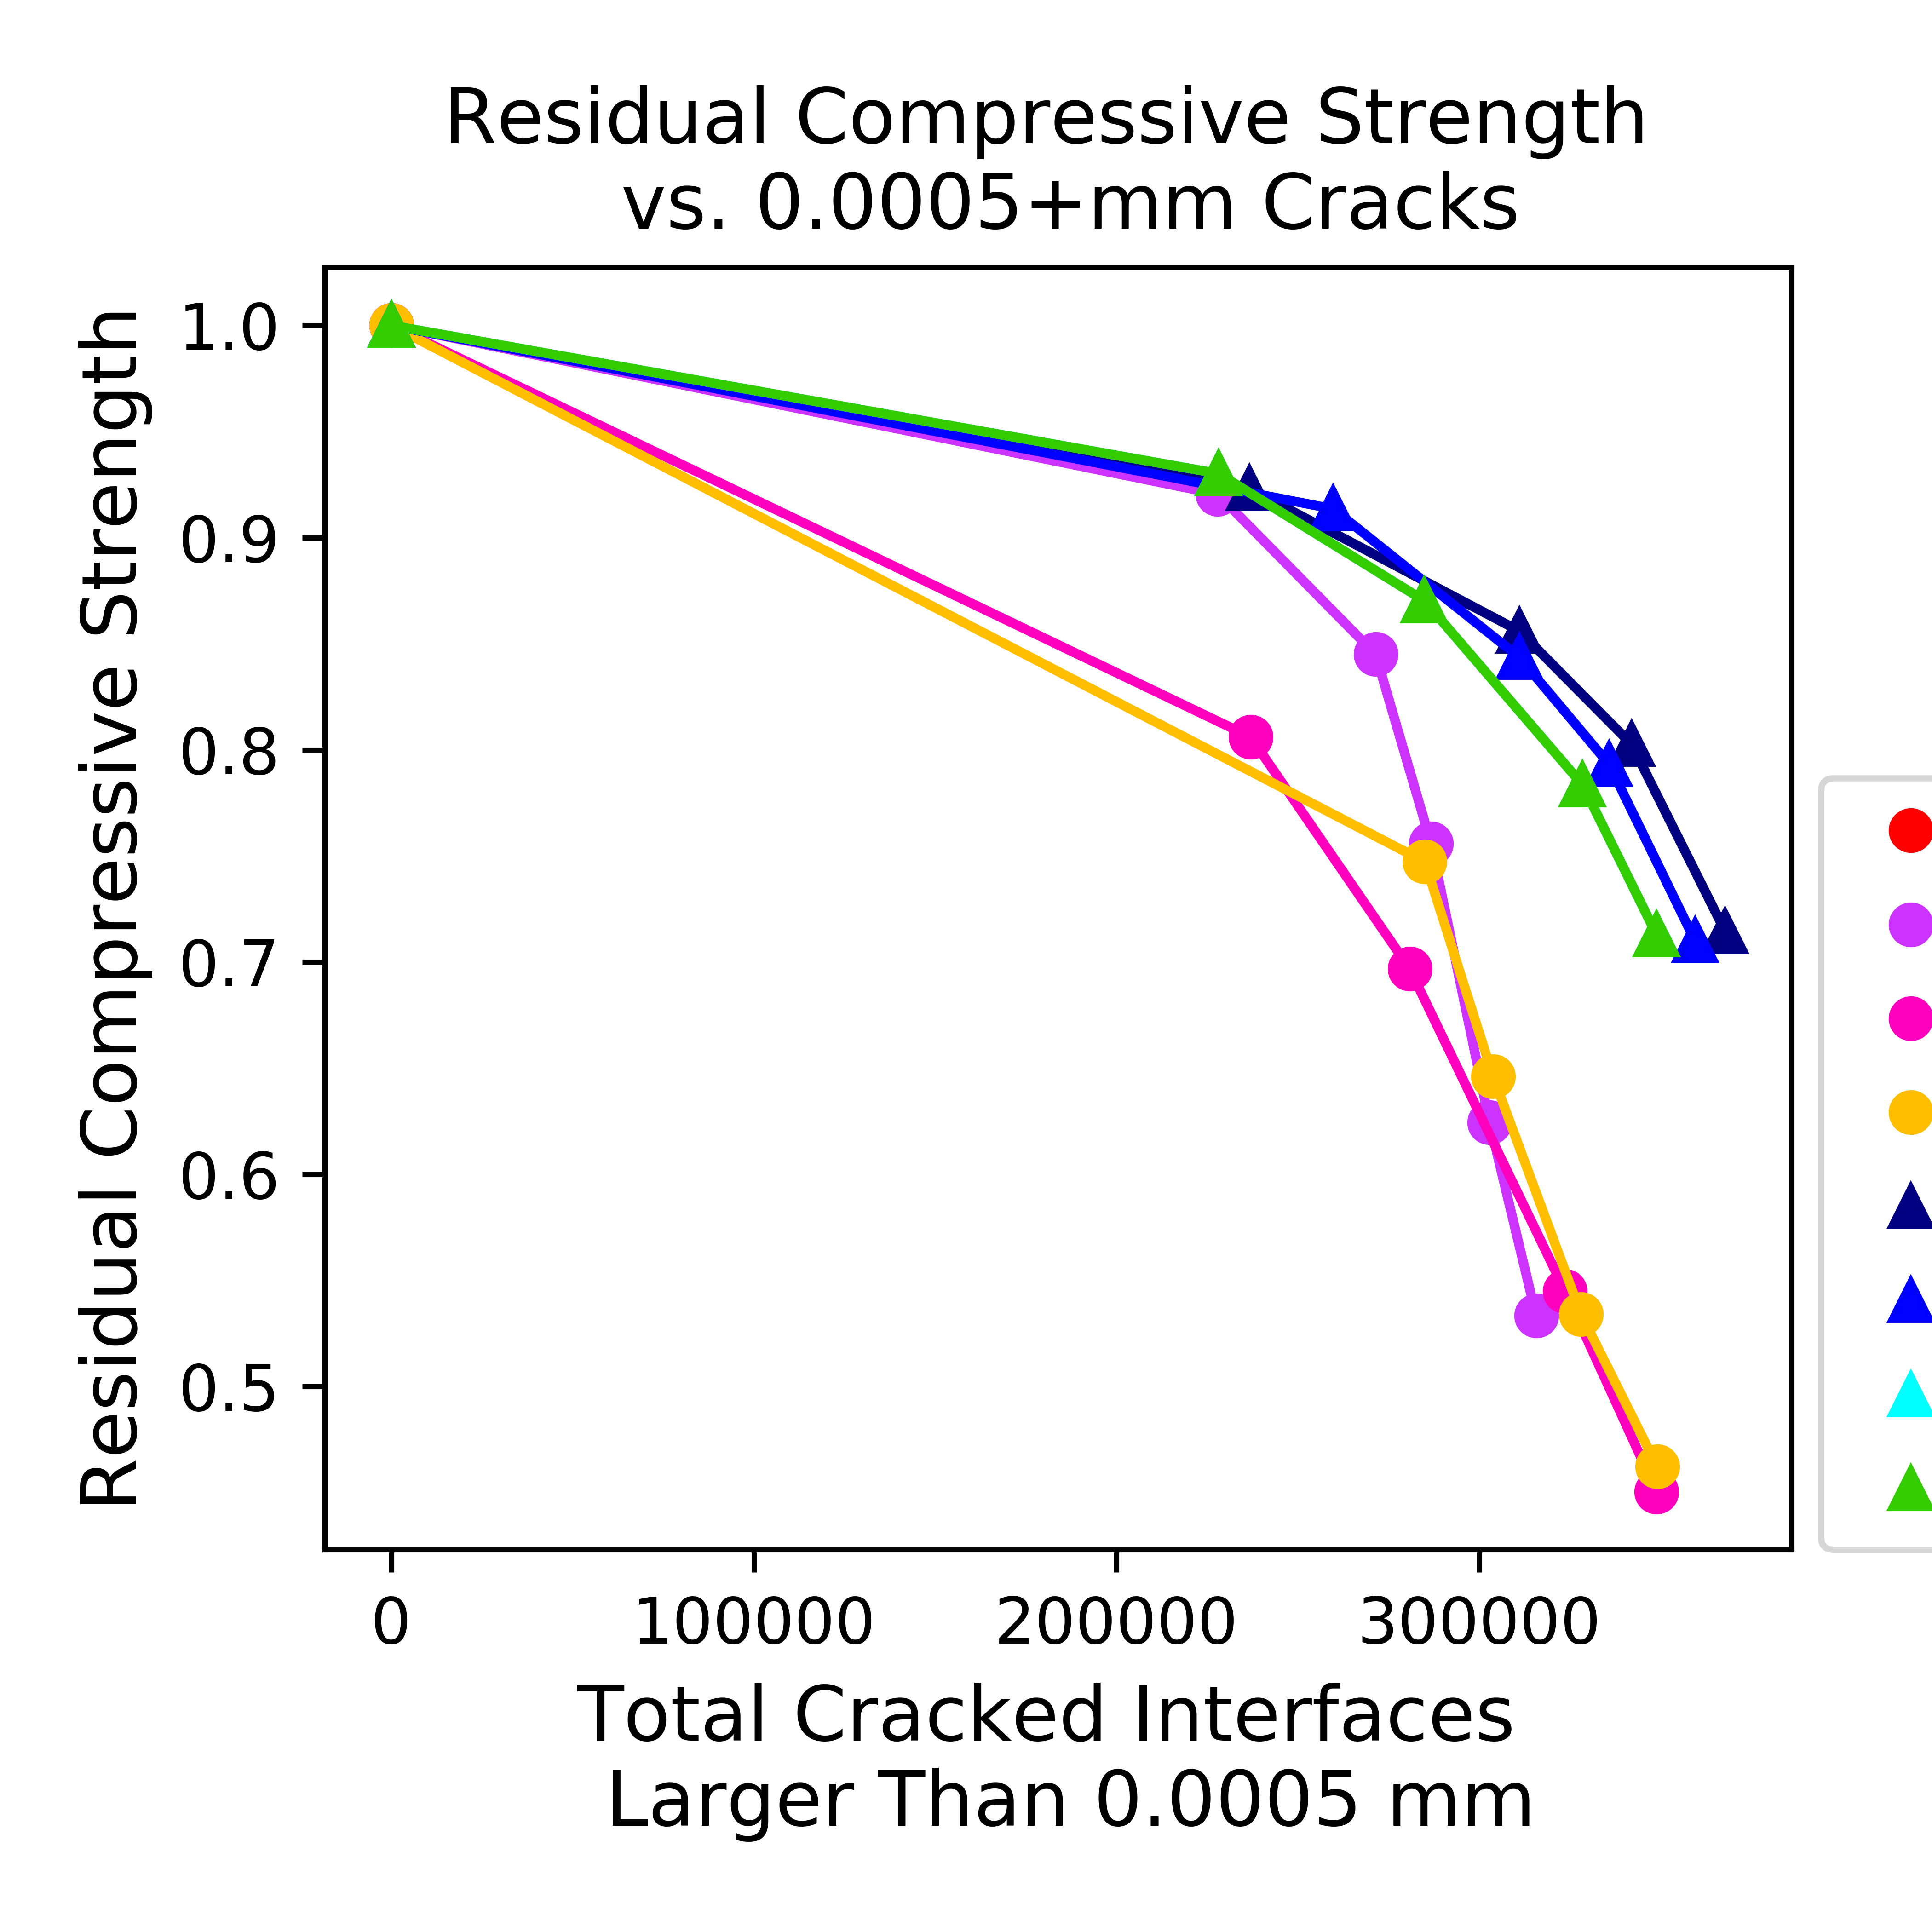 Residual Compressive Strength
vs. 0.0005+mm Cracks
Residual Compressive Strength
1.0
0.9
0.8
0.7
0.6
0.5
0
100000
200000
300000
Total Cracked Interfaces
Larger Than 0.0005 mm